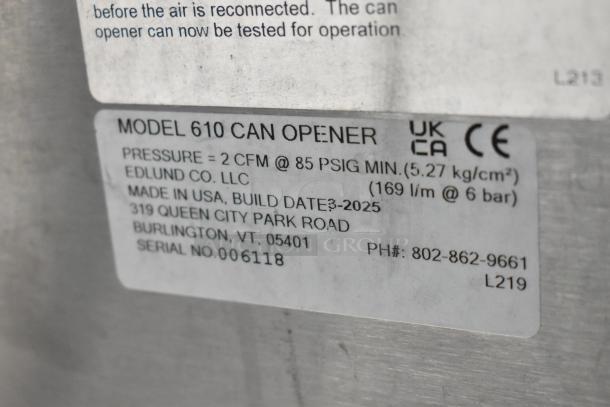 before the air is reconnected. The can
opener can now be tested for operation
L213
MODEL 610 CAN OPENER UK CA CE
PRESSURE = 2 CFM @ 85 PSIG MIN.(5.27 kg/cm²)
EDLUND CO. LLC (169 l/m @ 6 bar)
MADE IN USA, BUILD DATE3-2025
319 QUEEN CITY PARK ROAD
BURLINGTON, VT, 05401 PH#: 802-862-9661
SERIAL NO.006118 L219
GROUP